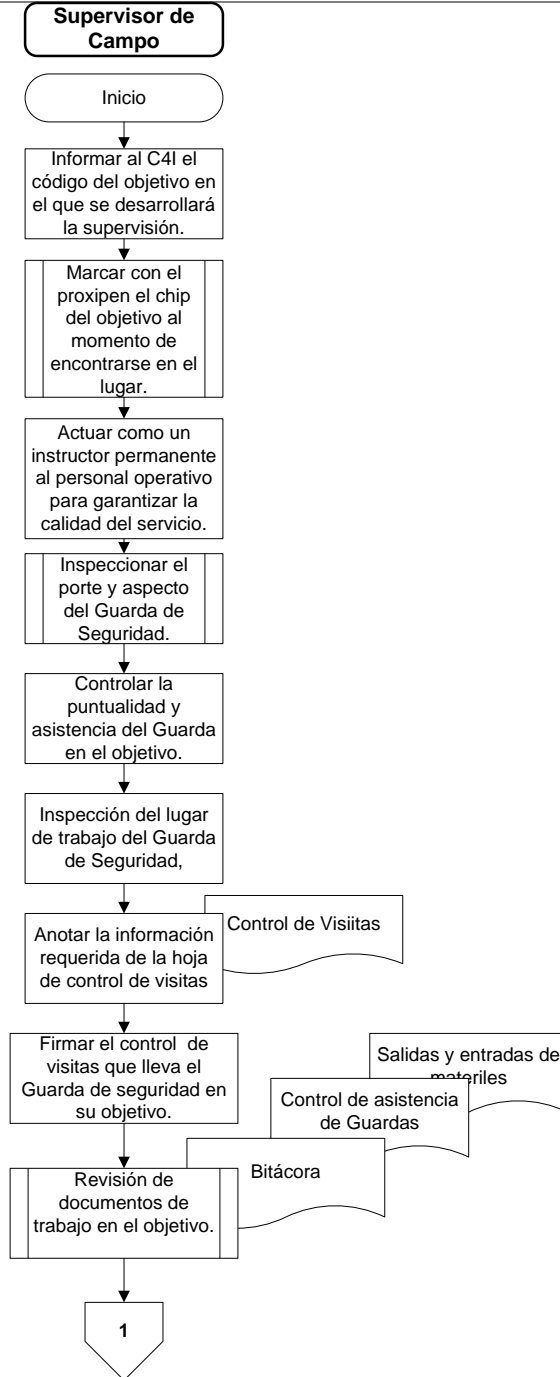 Supervisor de
Campo
Inicio
Informar al C4I el
código del objetivo en
el que se desarrollará
la supervisión.
Marcar con el
proxipen el chip
del objetivo al
momento de
encontrarse en el
lugar.
Actuar como un
instructor permanente
al personal operativo
para garantizar la
calidad del servicio.
Inspeccionar el
porte y aspecto
del Guarda de
Seguridad.
Controlar la
puntualidad y
asistencia del Guarda
en el objetivo.
Inspección del lugar
de trabajo del Guarda
de Seguridad,
Control de Visiitas
Anotar la información
requerida de la hoja
de control de visitas
Firmar el control de
visitas que lleva el
Guarda de seguridad en
su objetivo.
Salidas y entradas de
materiles
Control de asistencia
de Guardas
Bitácora
Revisión de
documentos de
trabajo en el objetivo.
1